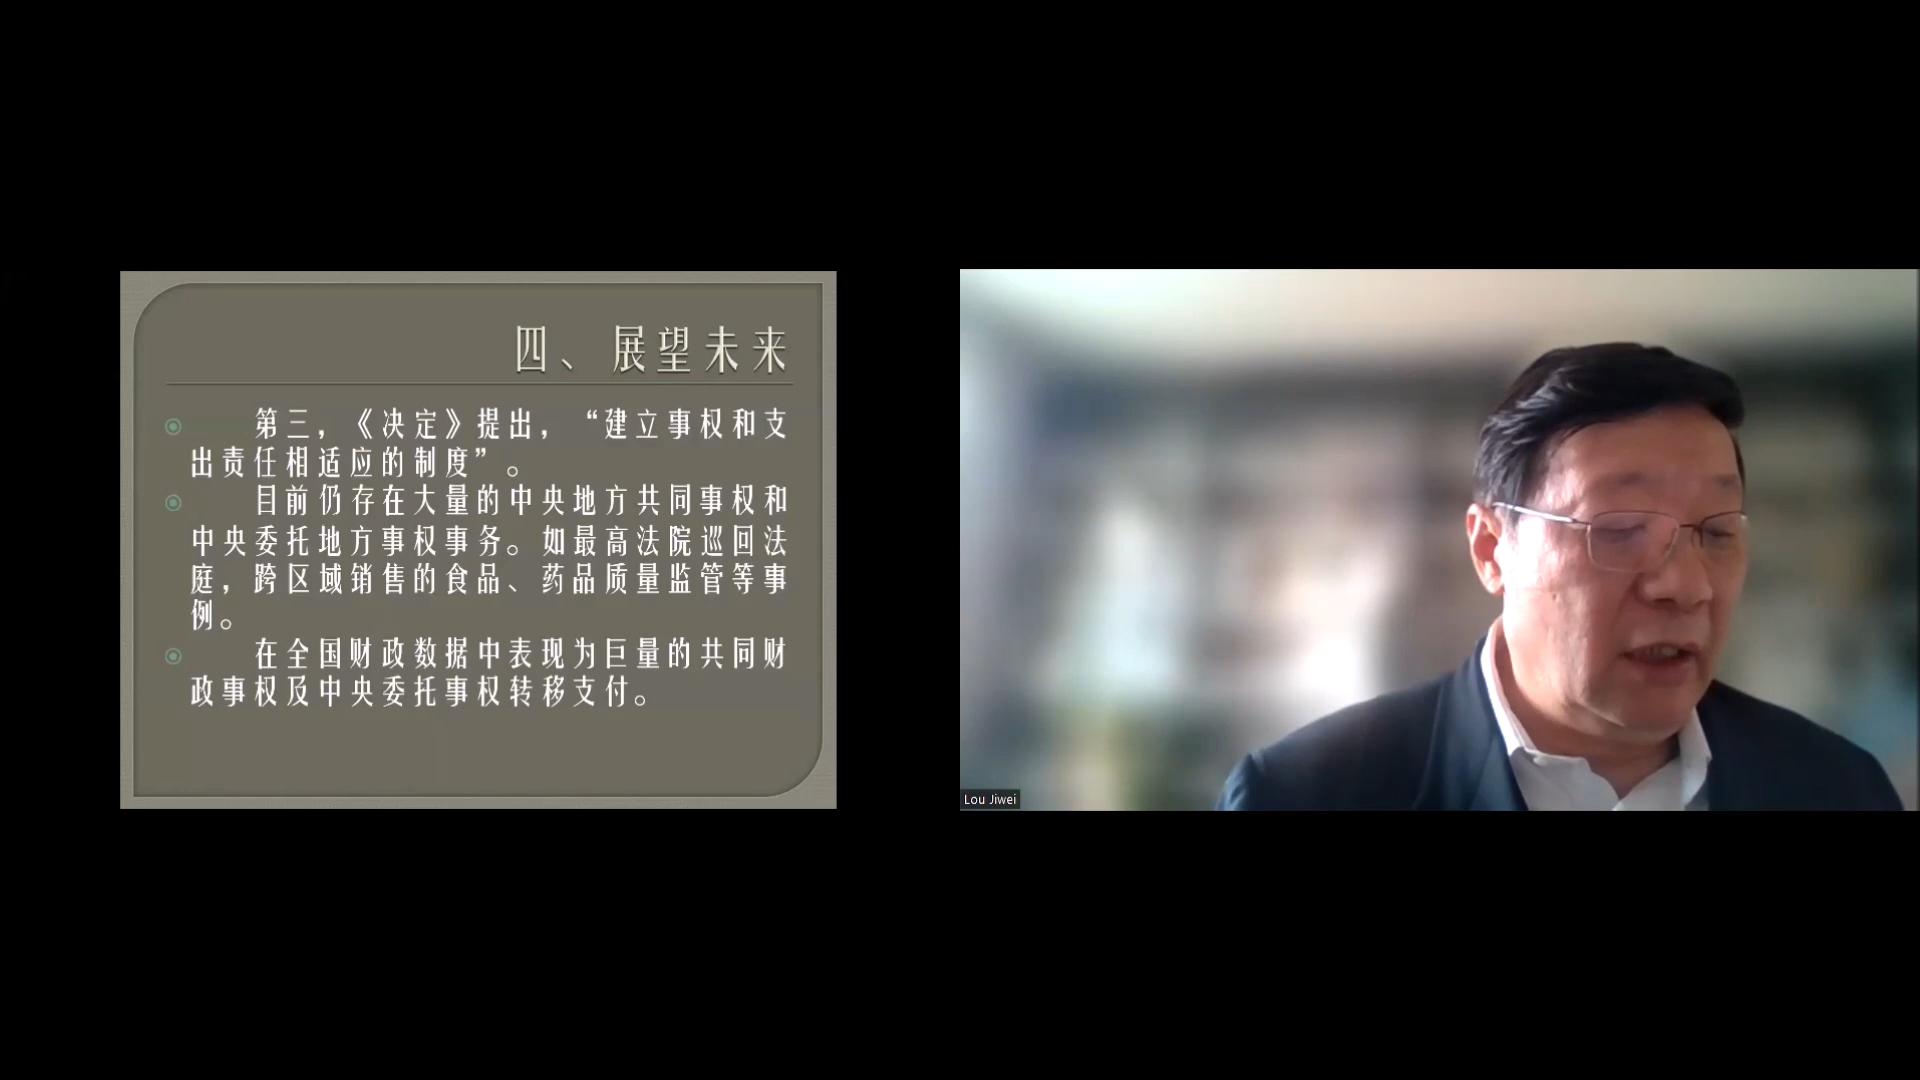 四、展望未来
第三，《决定》提出，“建立事权和支
出责任相适应的制度”。
目前仍存在大量的中央地方共同事权和
中央委托地方事权事务。如最高法院巡回法
庭，跨区域销售的食品、药品质量监管等事
例。
在全国财政数据中表现为巨量的共同财
政事权及中央委托事权转移支付。
Lou Jiwei